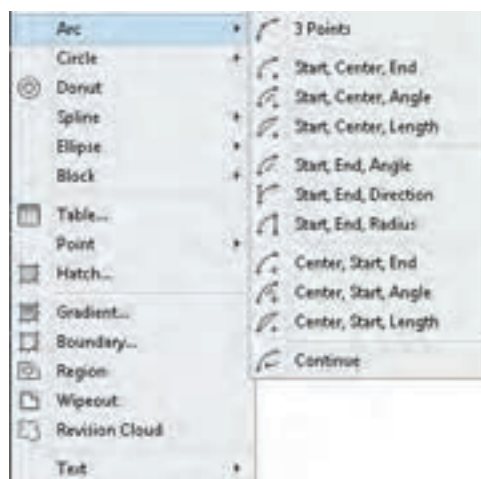 Arc
Circle
Donut
Spline
Ellipse
Block
Table...
Point
Hatch...
Gradient...
Boundary...
Region
Wipeout
Revision Cloud
Text
3 Points
Start, Center, End
Start, Center, Angle
Start, Center, Length
Start, End, Angle
Start, End, Direction
Start, End, Radius
Center, Start, End
Center, Start, Angle
Center, Start, Length
Continue